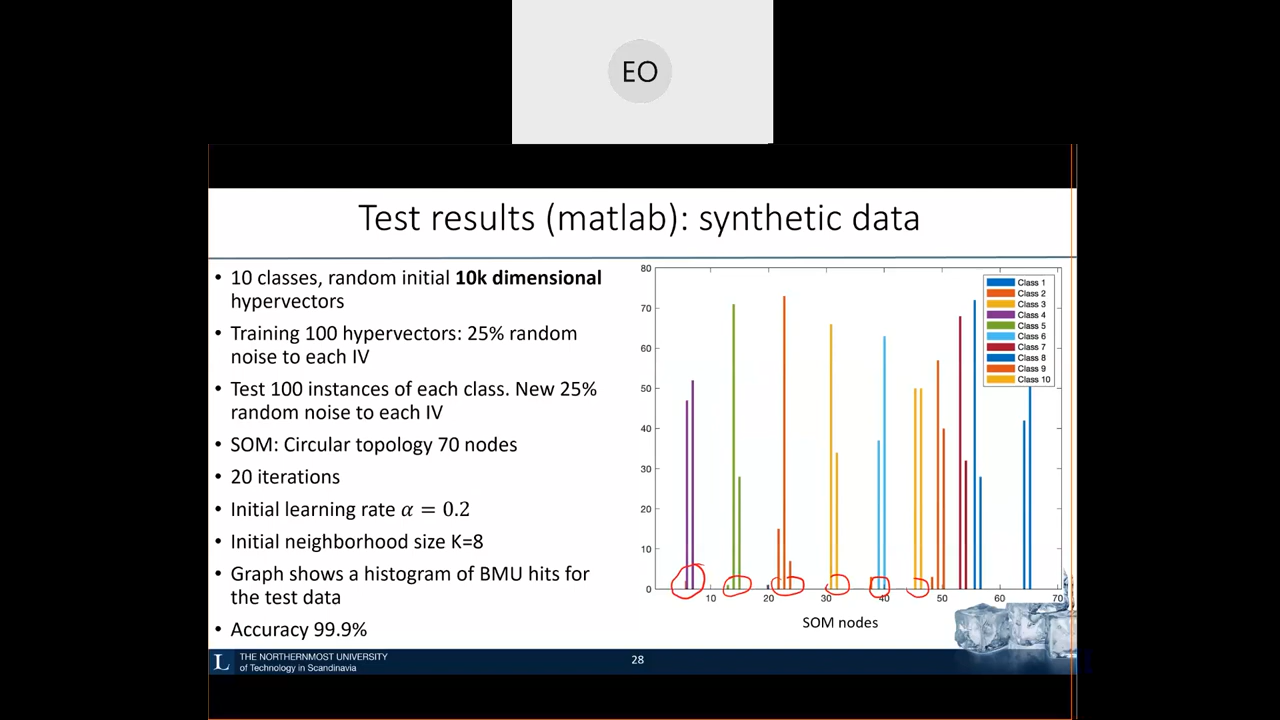 EO
Test results (matlab): synthetic data
• 10 classes, random initial 10k dimensional
hypervectors
• Training 100 hypervectors: 25% random
noise to each IV
• Test 100 instances of each class. New 25%
random noise to each IV
• SOM: Circular topology 70 nodes
• 20 iterations
• Initial learning rate α = 0.2
• Initial neighborhood size K=8
• Graph shows a histogram of BMU hits for
the test data
• Accuracy 99.9%
80
70
60
50
40
30
20
10
0
10 20 30 40 50 60 70
SOM nodes
Class 1
Class 2
Class 3
Class 4
Class 5
Class 6
Class 7
Class 8
Class 9
Class 10
L
THE NORTHERNMOST UNIVERSITY
of Technology in Scandinavia
28